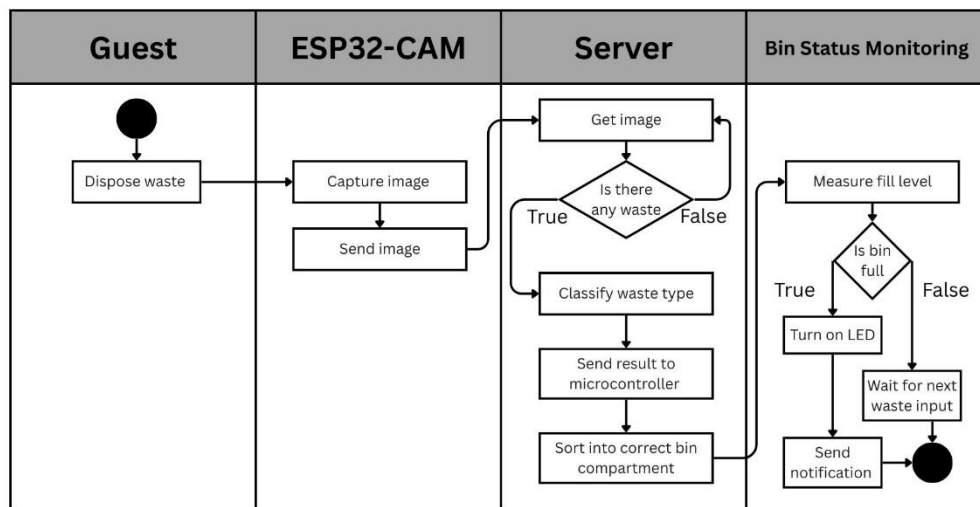 Guest
ESP32-CAM
Server
Bin Status Monitoring
Dispose waste
Capture image
Send image
Get image
Is there
any waste
True
False
Classify waste type
Send result to
microcontroller
Sort into correct bin
compartment
Measure fill level
Is bin
full
True
False
Turn on LED
Wait for next
waste input
Send
notification